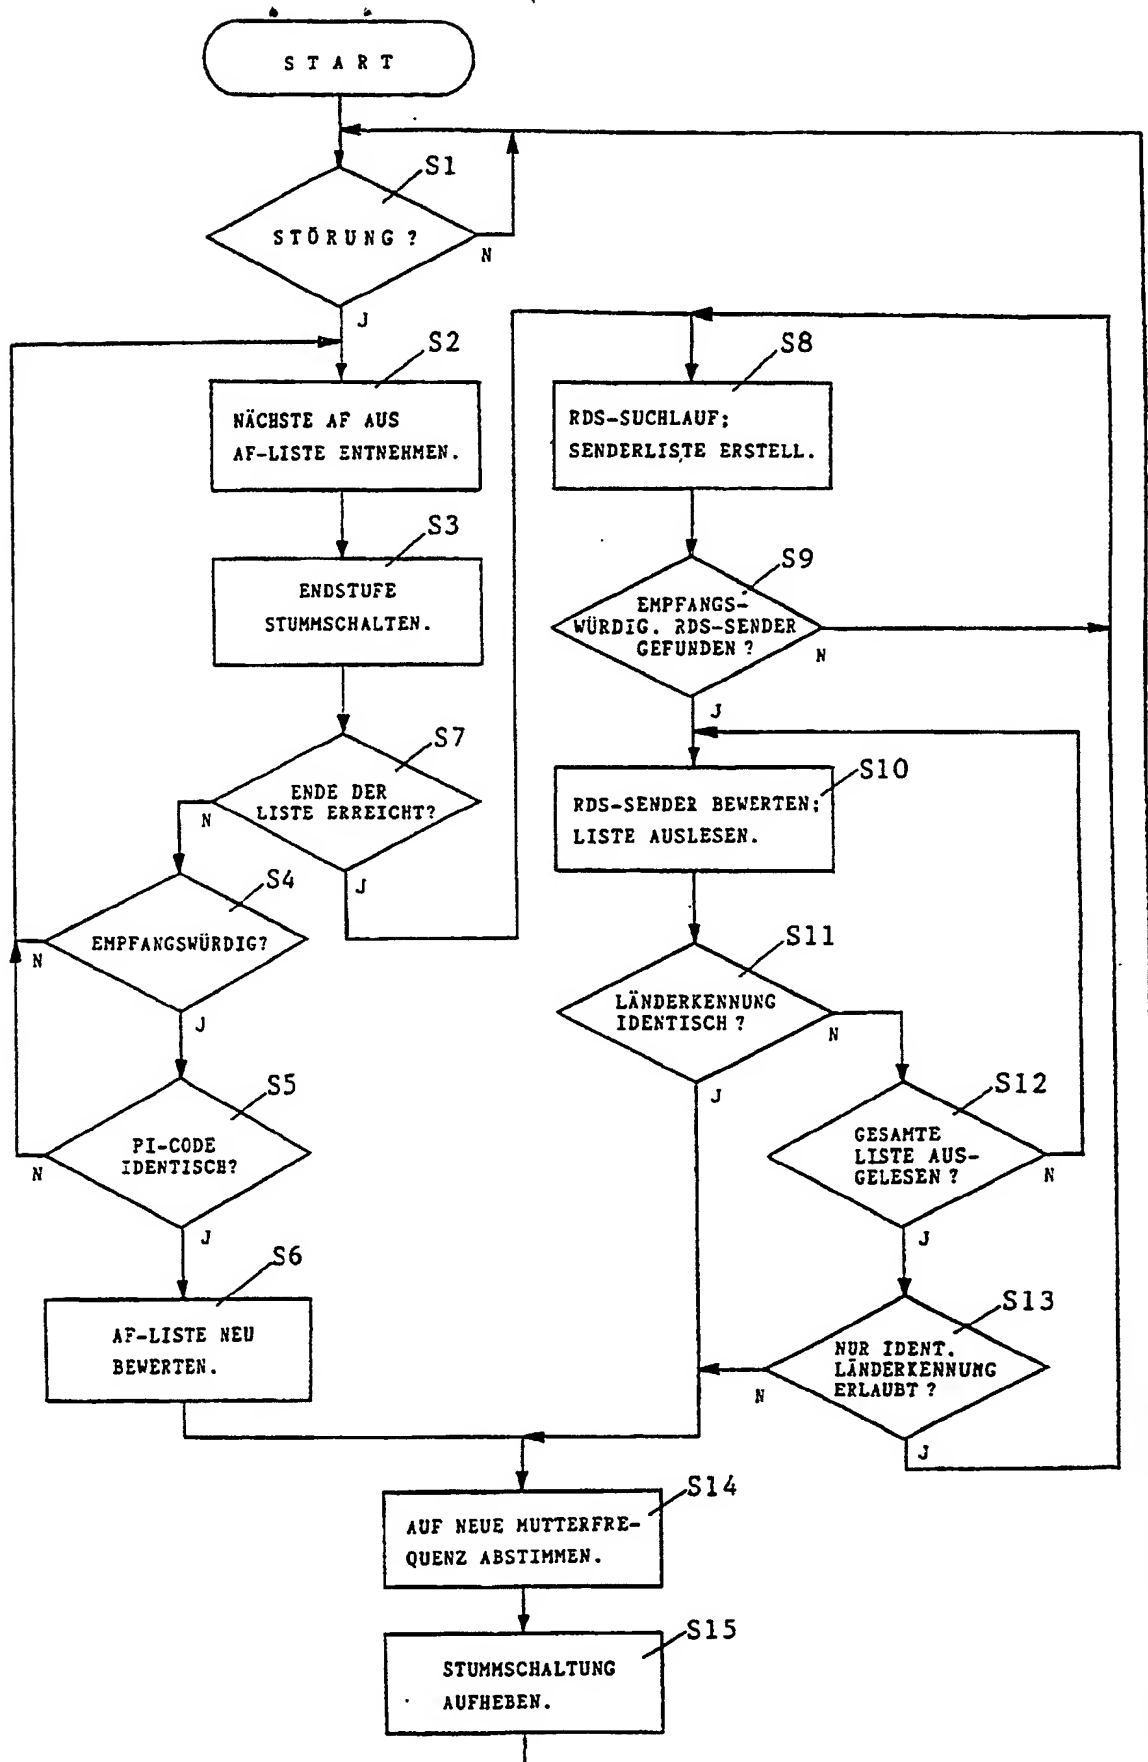 START
S1
STÖRUNG ?
N
J
S2
NÄCHSTE AF AUS
AF-LISTE ENTNEHMEN.
S3
ENDSTUFE
STUMMSCHALTEN.
S7
ENDE DER
LISTE ERREICHT?
N
J
S4
EMPFANGSWÜRDIG?
N
J
S5
PI-CODE
IDENTISCH?
N
J
S6
AF-LISTE NEU
BEWERTEN.
S8
RDS-SUCHLAUF;
SENDERLISTE ERSTELL.
S9
EMPFANGS-
WÜRDIG. RDS-SENDER
GEFUNDEN ?
N
J
S10
RDS-SENDER BEWERTEN;
LISTE AUSLESEN.
S11
LÄNDERKENNUNG
IDENTISCH ?
N
J
S12
GESAMTE
LISTE AUS-
GELESEN ?
N
J
S13
NUR IDENT.
LÄNDERKENNUNG
ERLAUBT ?
N
J
S14
AUF NEUE MUTTERFRE-
QUENZ ABSTIMMEN.
S15
STUMMSCHALTUNG
AUFHEBEN.